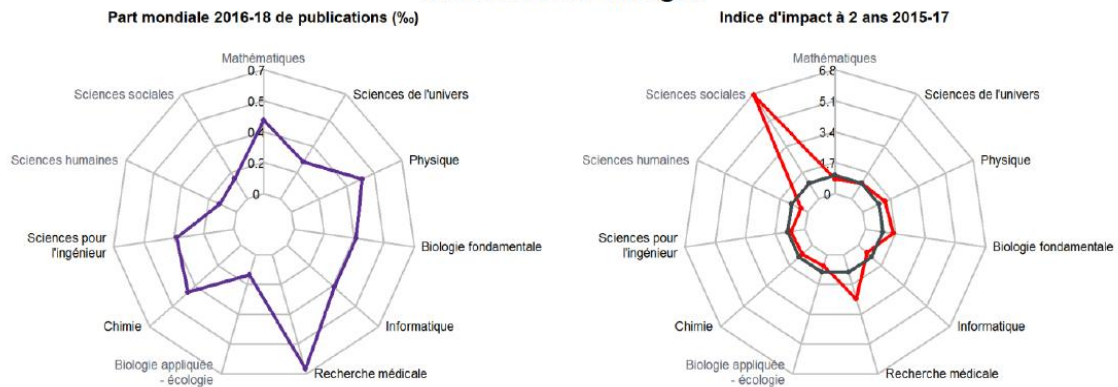 Part mondiale 2016-18 de publications (‰)
Mathématiques
0.7
Sciences sociales
Sciences de l'univers
0.5
0.4
Sciences humaines
Physique
0.2
0
Sciences pour
l'ingénieur
Biologie fondamentale
Chimie
Informatique
Biologie appliquée
- écologie
Recherche médicale
Indice d'impact à 2 ans 2015-17
Mathématiques
6.8
Sciences sociales
Sciences de l'univers
5.1
3.4
Sciences humaines
Physique
1.7
0
Sciences pour
l'ingénieur
Biologie fondamentale
Chimie
Informatique
Biologie appliquée
- écologie
Recherche médicale